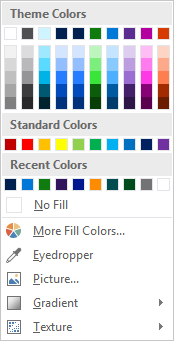 Theme Colors
Standard Colors
Recent Colors
No Fill
More Fill Colors...
Eyedropper
Picture...
Gradient
Texture